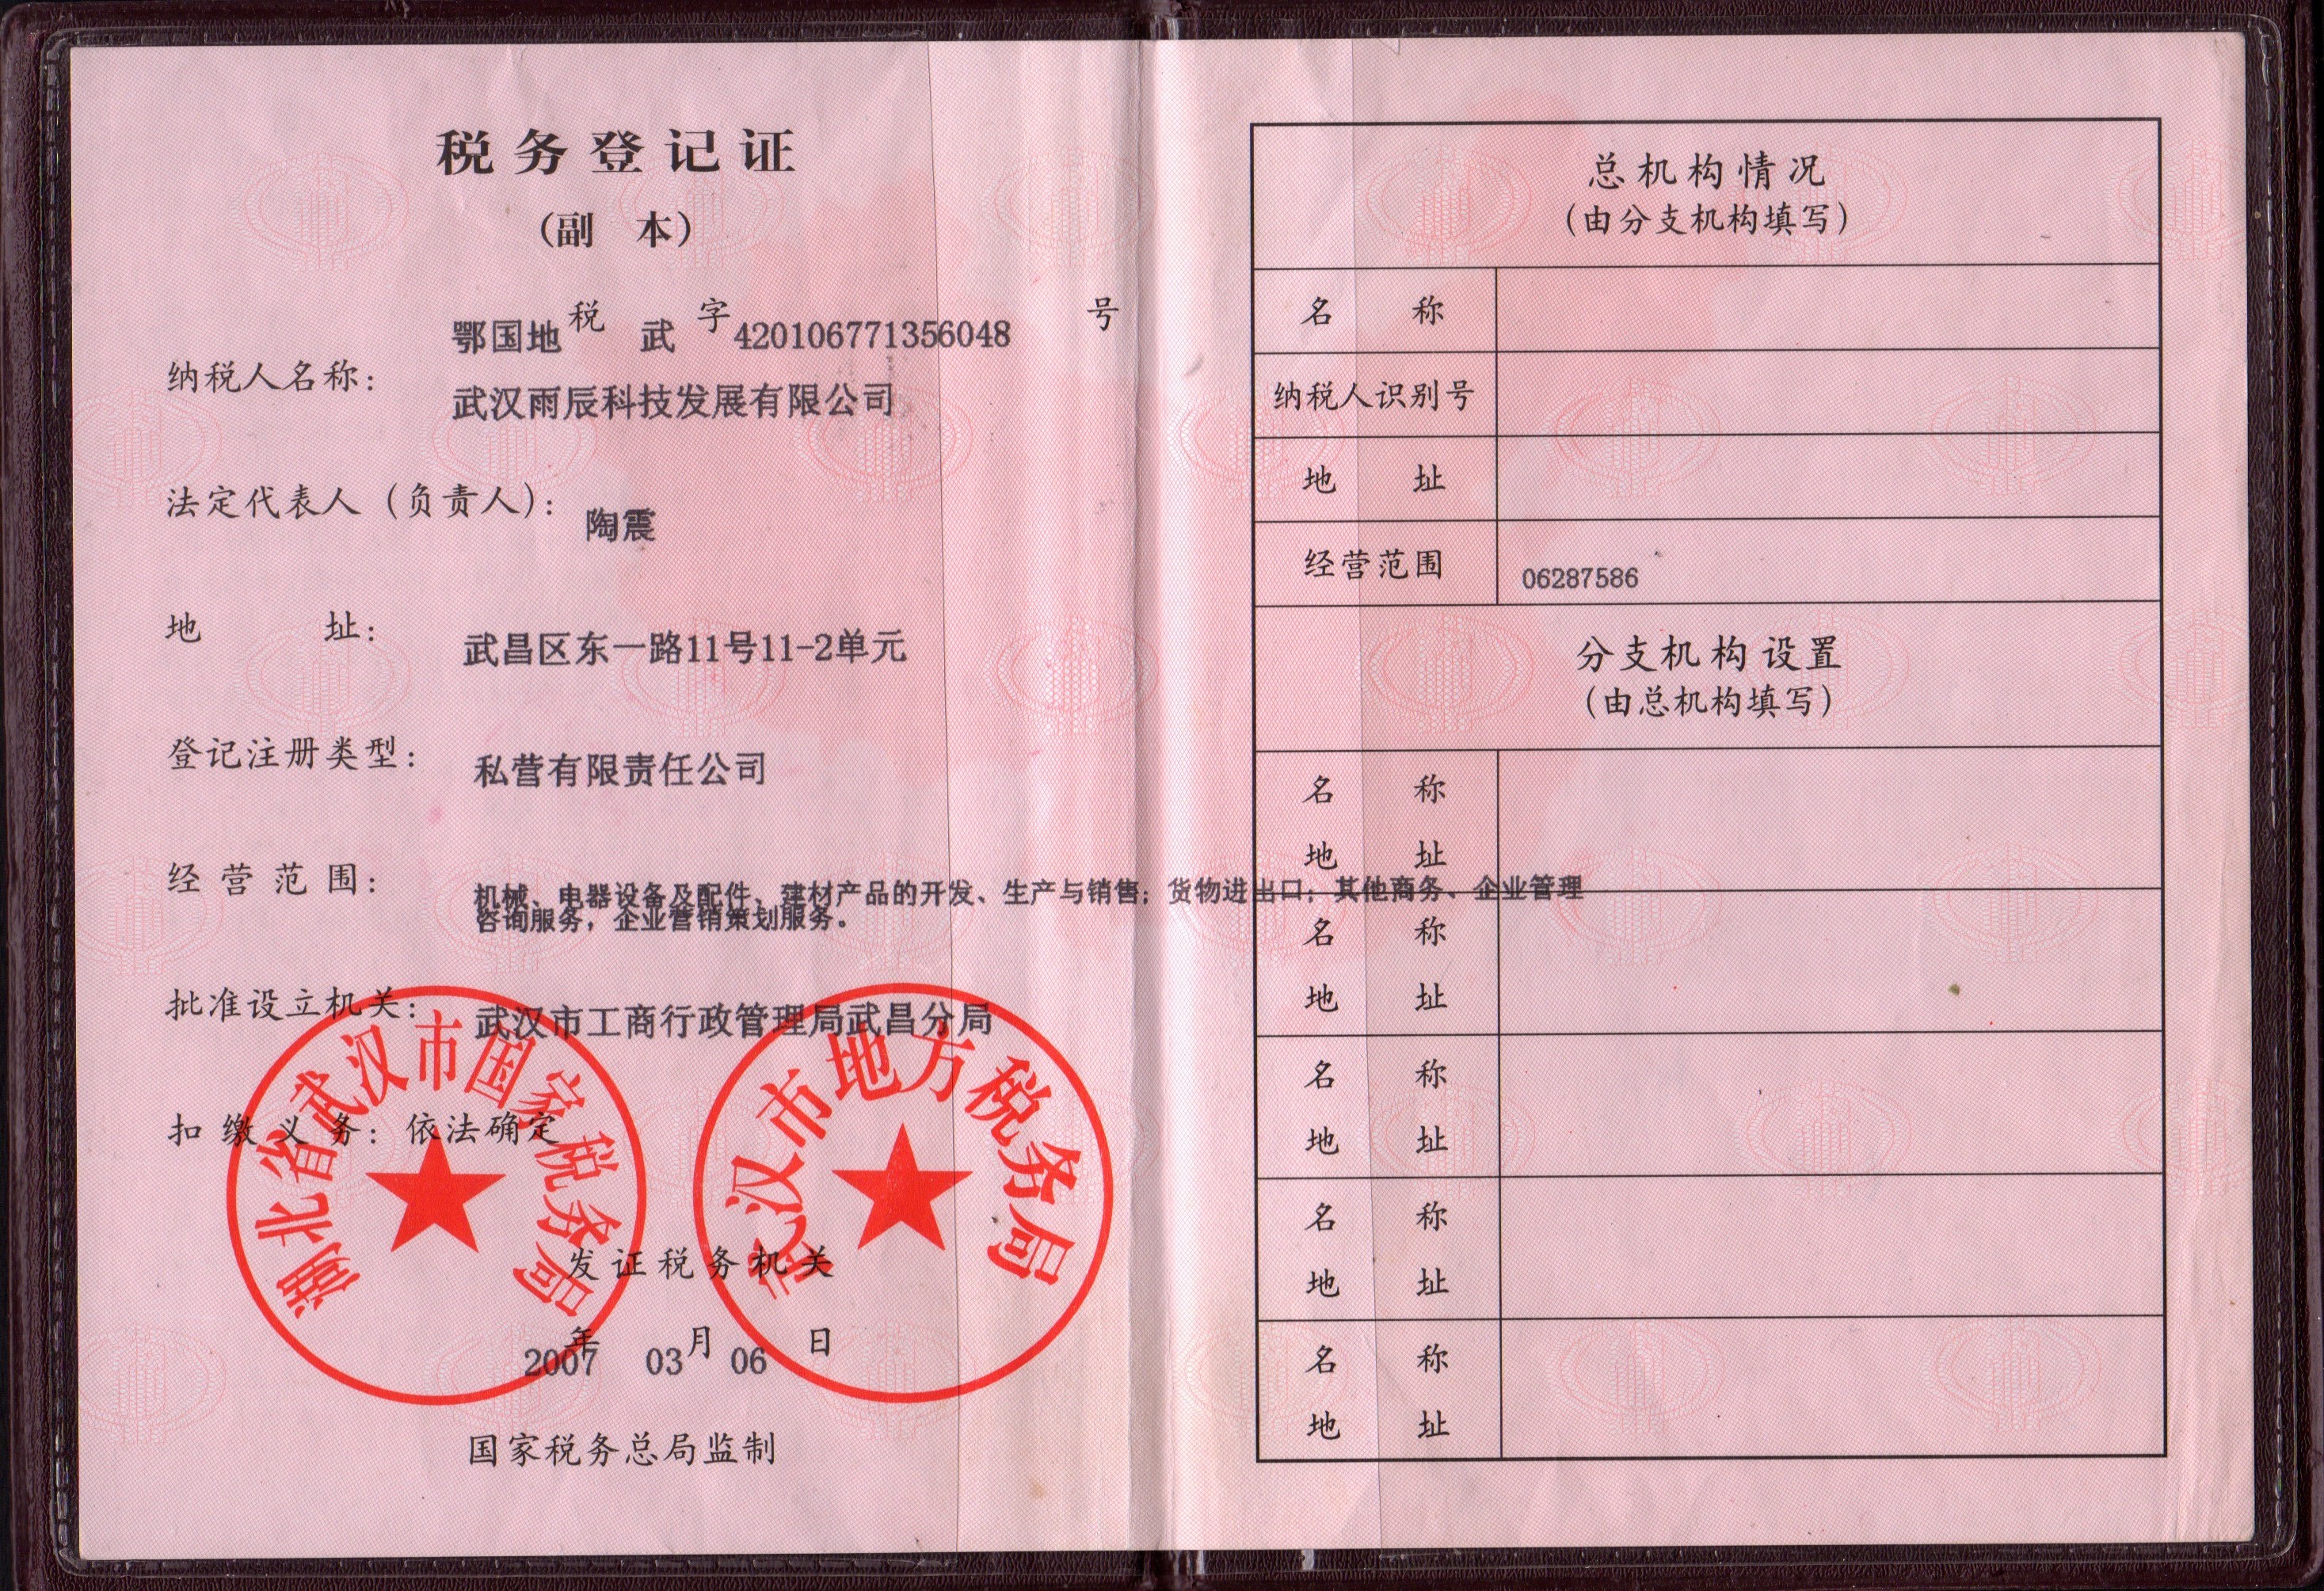 税务登记证
(副 本)
鄂国地税 武 字420106771356048 号
纳税人名称: 武汉雨辰科技发展有限公司
法定代表人(负责人): 陶震
地 址: 武昌区东一路11号11-2单元
登记注册类型: 私营有限责任公司
经营范围: 机械、电器设备及配件、建材产品的开发、生产与销售;货物进出口;其他商务、企业管理
咨询服务,企业营销策划服务。
批准设立机关: 武汉市工商行政管理局武昌分局
扣缴义务: 依法确定
湖北省武汉市国家税务局
武汉市地方税务局
发证税务机关
2007年 03月 06日
国家税务总局监制
总机构情况
(由分支机构填写)
名 称
纳税人识别号
地 址
经营范围 06287586
分支机构设置
(由总机构填写)
名 称
地 址
名 称
地 址
名 称
地 址
名 称
地 址
名 称
地 址